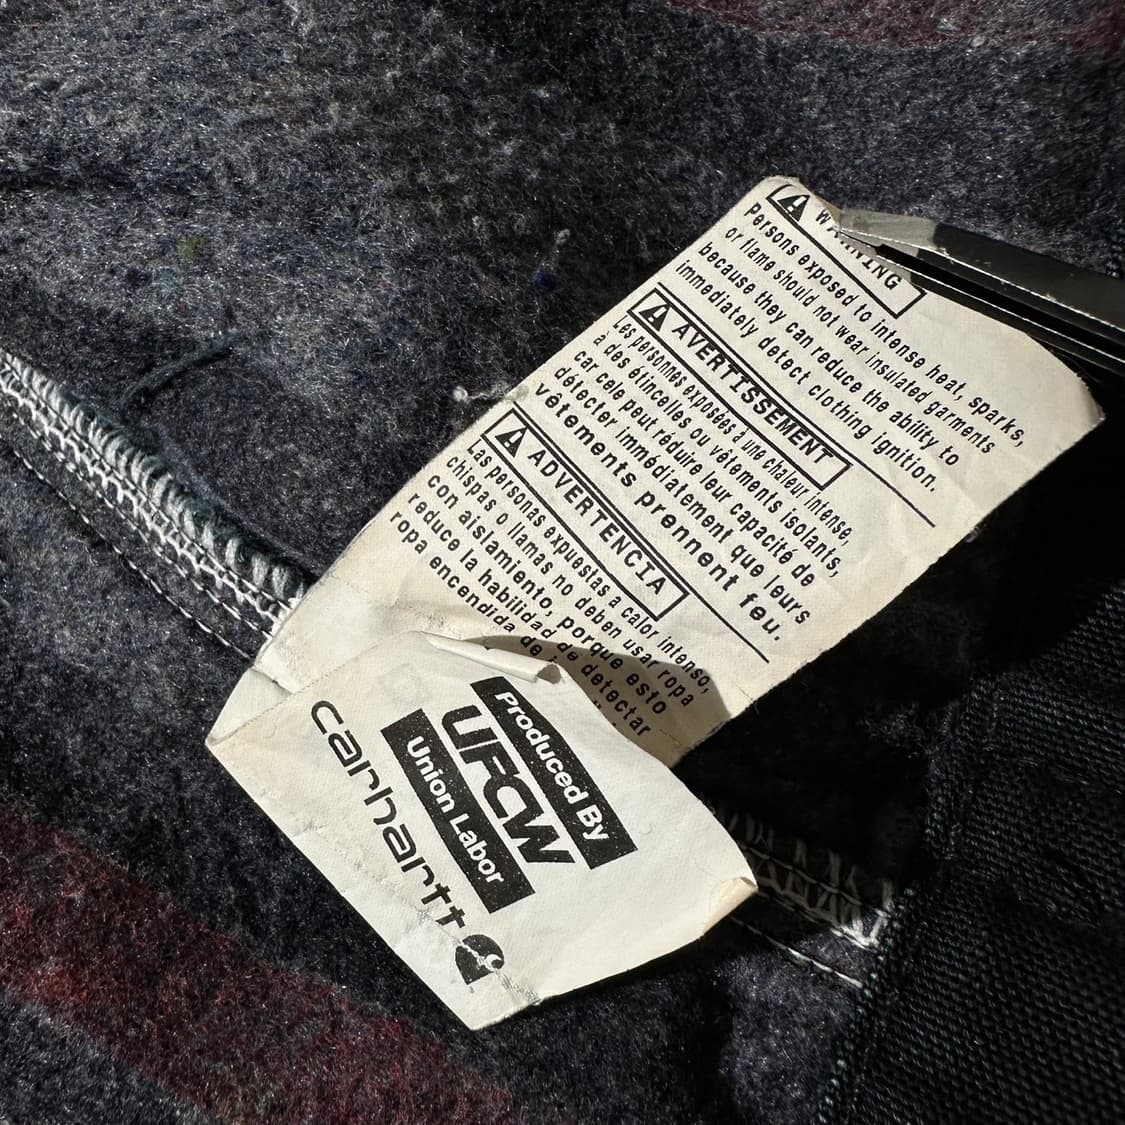 WARNING
Persons exposed to intense heat, sparks,
or flame should not wear insulated garments
because they can reduce the ability to
immediately detect clothing ignition.
AVERTISSEMENT
Les personnes exposées à une chaleur intense,
à des étincelles ou vêtements isolants,
car cele peut réduire leur capacité de
détecter immédiatement que leurs
vêtements prennent feu.
ADVERTENCIA
Las personas expuesias a calor intenso,
chispas o llamas no deben usar ropa
con aislamiento, porque esto
reduce la habilidad de detectar
ropa encendida de
Produced By
UFCW
Union Labor
carhartt